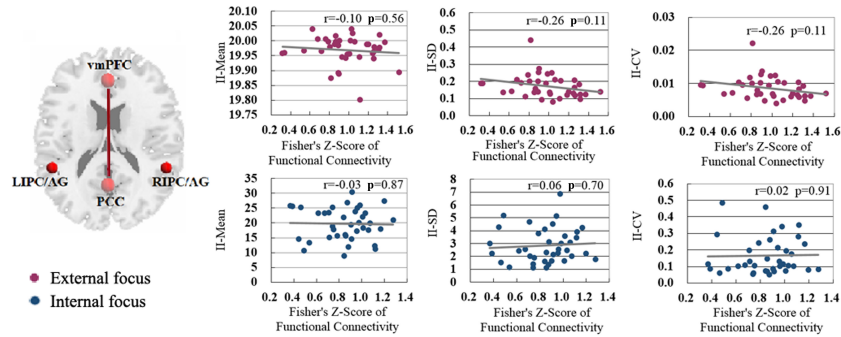 vmPFC
LIPC/AG
RIPC/AG
PCC
External focus
Internal focus
r=-0.10 p=0.56
II-Mean
20.10
20.05
20.00
19.95
19.90
19.85
19.80
19.75
0.2 0.4 0.6 0.8 1.0 1.2 1.4 1.6
Fisher's Z-Score of
Functional Connectivity
r=-0.26 p=0.11
II-SD
0.6
0.5
0.4
0.3
0.2
0.1
0.0
0.2 0.4 0.6 0.8 1.0 1.2 1.4 1.6
Fisher's Z-Score of
Functional Connectivity
r=-0.26 p=0.11
II-CV
0.03
0.02
0.01
0.00
0.2 0.4 0.6 0.8 1.0 1.2 1.4 1.6
Fisher's Z-Score of
Functional Connectivity
r=-0.03 p=0.87
II-Mean
35
30
25
20
15
10
5
0
0.2 0.4 0.6 0.8 1.0 1.2 1.4
Fisher's Z-Score of
Functional Connectivity
r=0.06 p=0.70
II-SD
8
7
6
5
4
3
2
1
0
0.2 0.4 0.6 0.8 1.0 1.2 1.4
Fisher's Z-Score of
Functional Connectivity
r=0.02 p=0.91
II-CV
0.6
0.5
0.4
0.3
0.2
0.1
0.0
0.2 0.4 0.6 0.8 1.0 1.2 1.4
Fisher's Z-Score of
Functional Connectivity